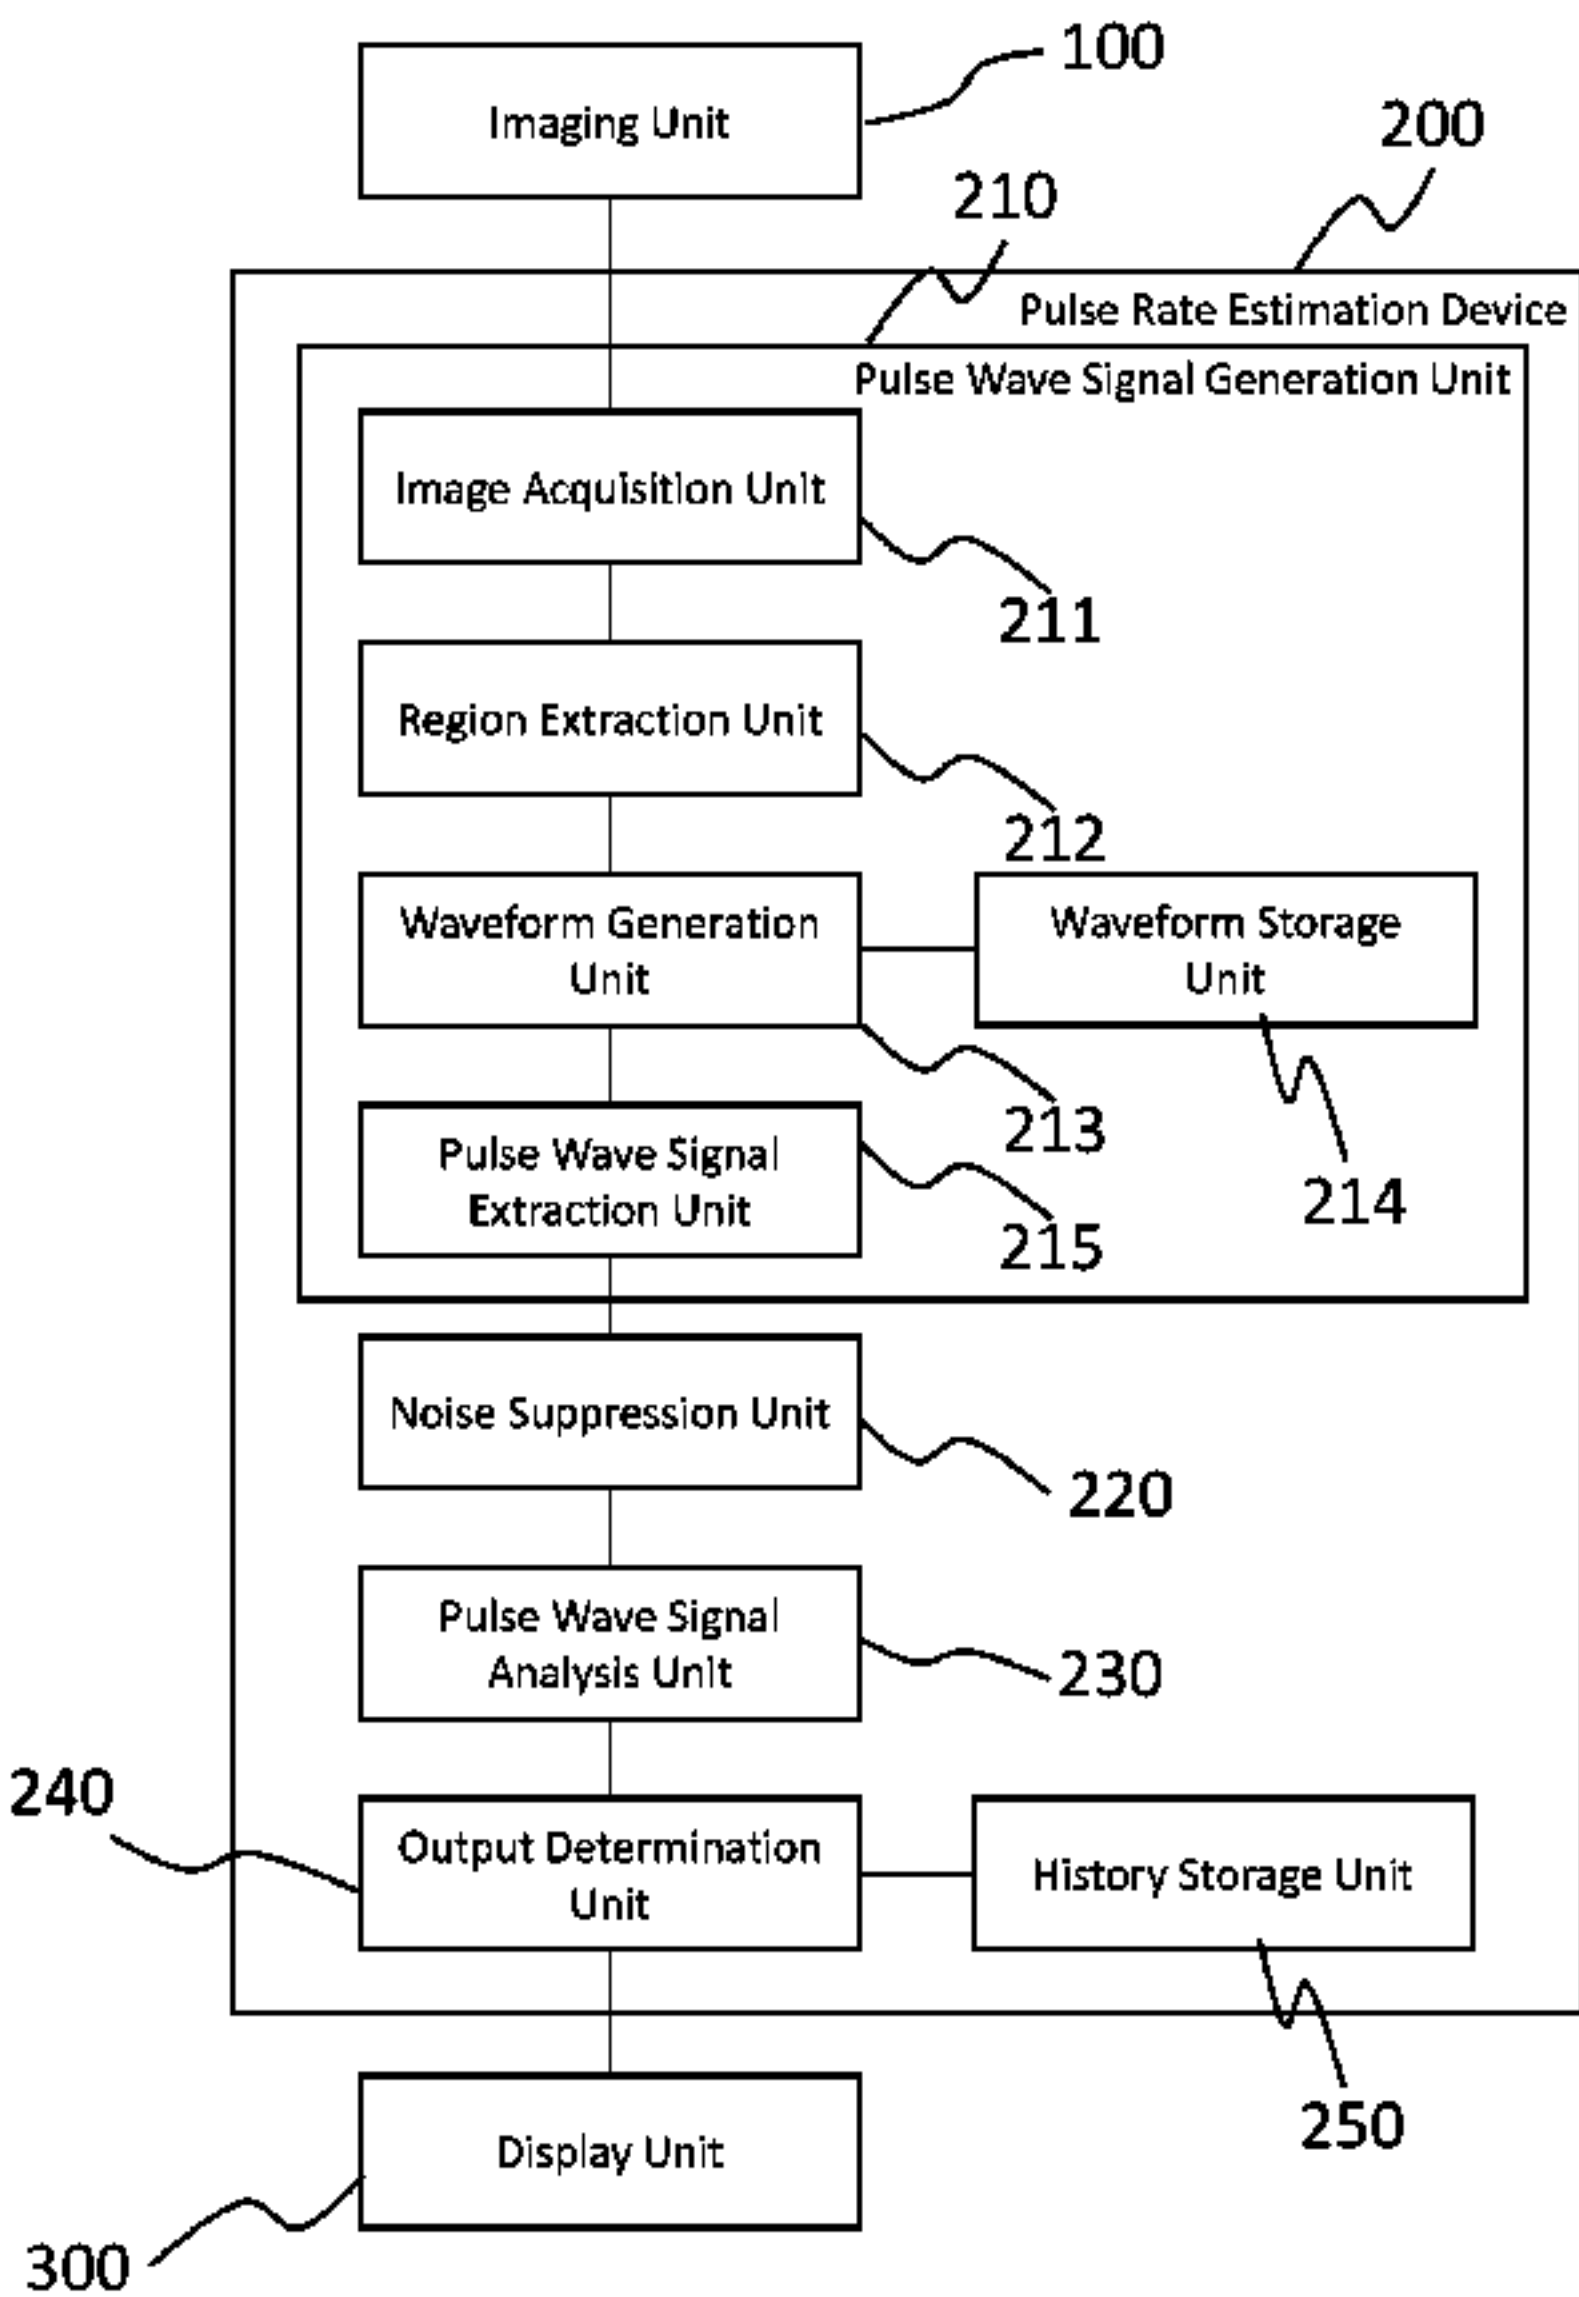 100
Imaging Unit
200
210
Pulse Rate Estimation Device
Pulse Wave Signal Generation Unit
Image Acquisition Unit
211
Region Extraction Unit
212
Waveform Generation
Unit
Waveform Storage
Unit
213
Pulse Wave Signal
Extraction Unit
214
215
Noise Suppression Unit
220
Pulse Wave Signal
Analysis Unit
230
240
Output Determination
Unit
History Storage Unit
250
Display Unit
300